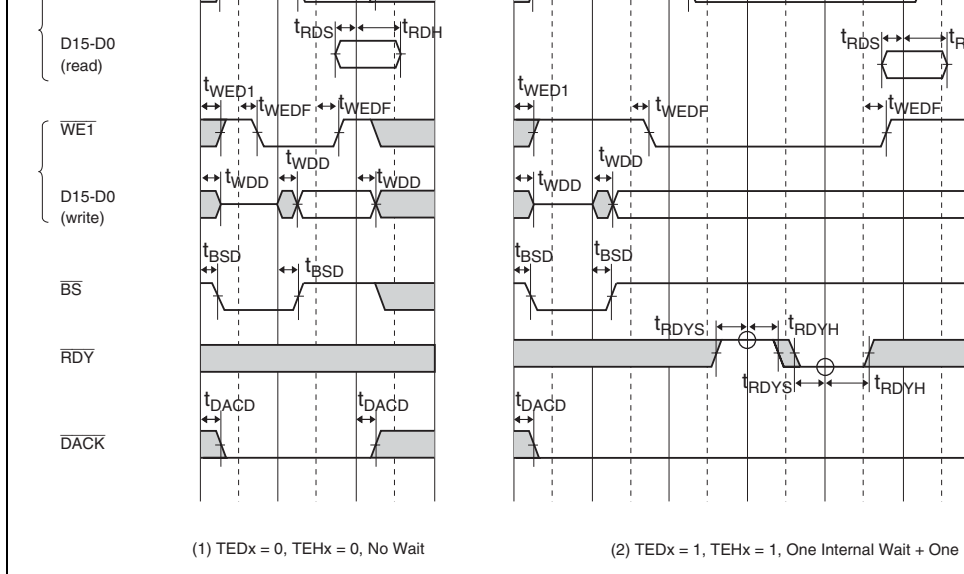 tRDS tRDH tRDS tR
D15-D0
(read)
tWED1 tWEDF tWEDF tWED1 tWEDF tWEDF
WE1
tWDD tWDD tWDD tWDD tWDD
D15-D0
(write)
tBSD tBSD tBSD tBSD
BS
tRDYS tRDYH
RDY
tRDYS tRDYH
tDACD tDACD tDACD
DACK
(1) TEDx = 0, TEHx = 0, No Wait (2) TEDx = 1, TEHx = 1, One Internal Wait + One